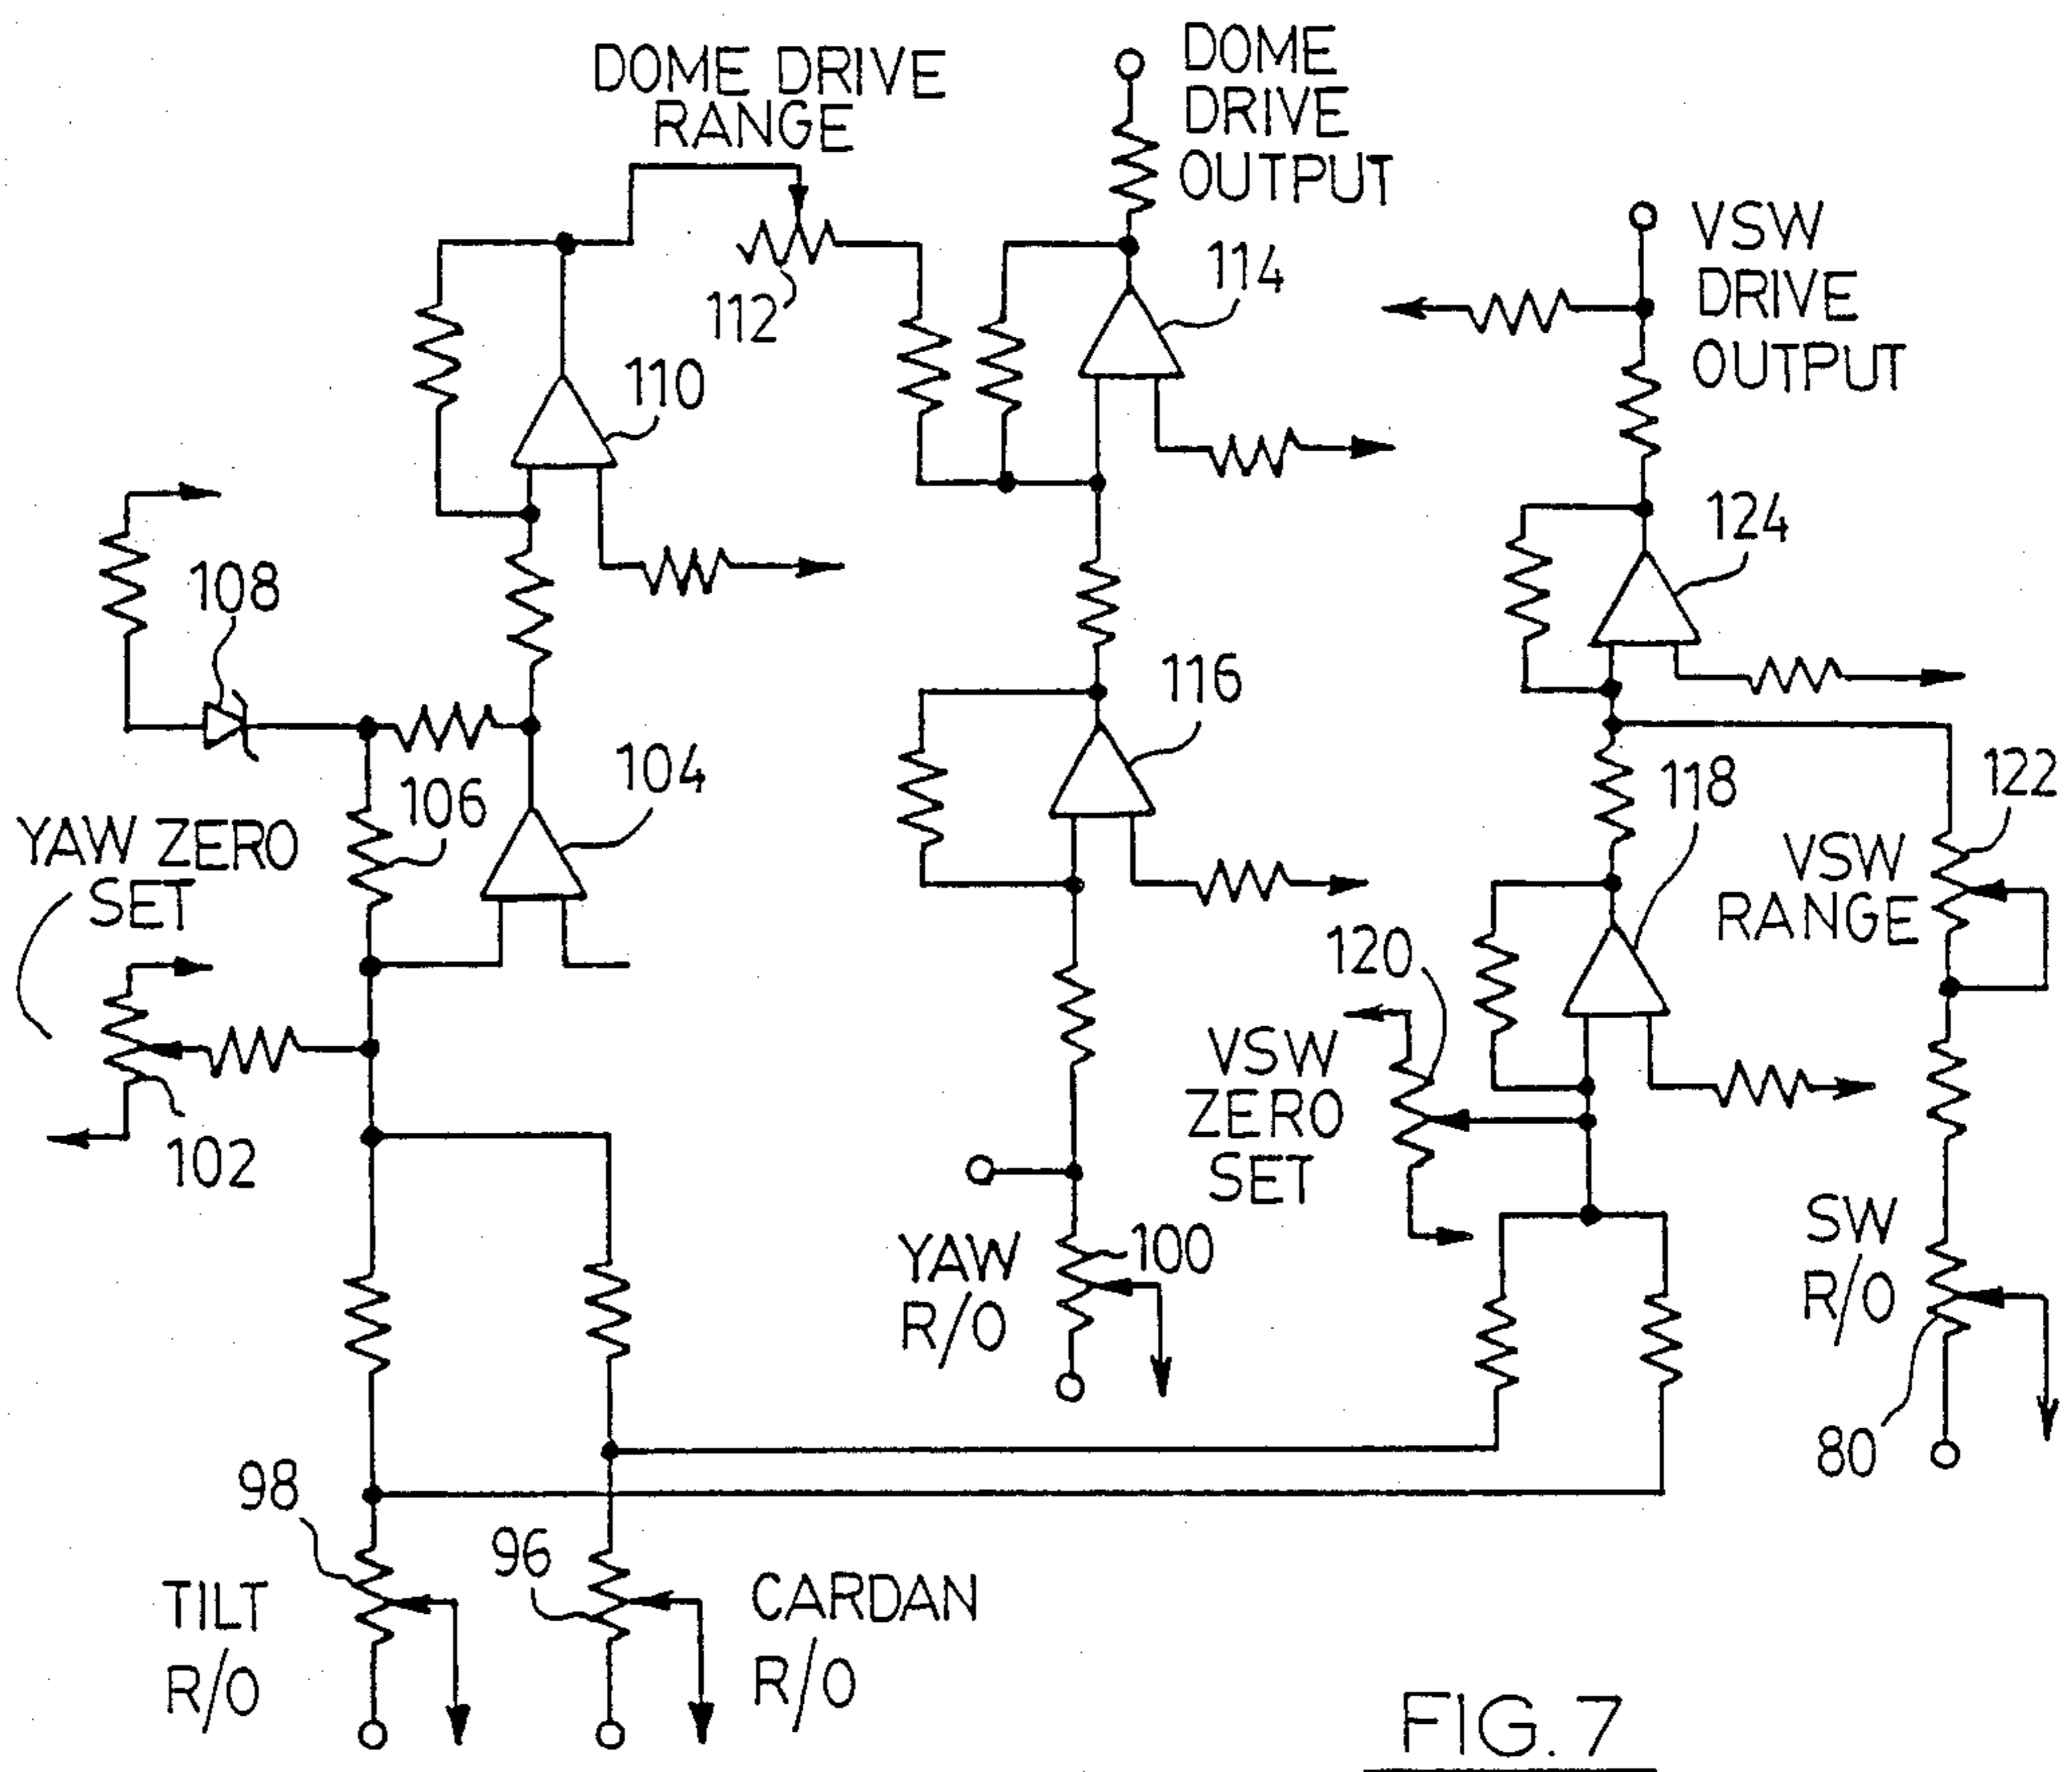 DOME DRIVE
RANGE
DOME
DRIVE
OUTPUT
VSW
DRIVE
OUTPUT
112
114
110
124
108
116
104
106
118
122
YAW ZERO
SET
VSW
RANGE
120
VSW
ZERO
SET
102
YAW
R/O
100
SW
R/O
80
98
96
TILT
R/O
CARDAN
R/O
FIG. 7